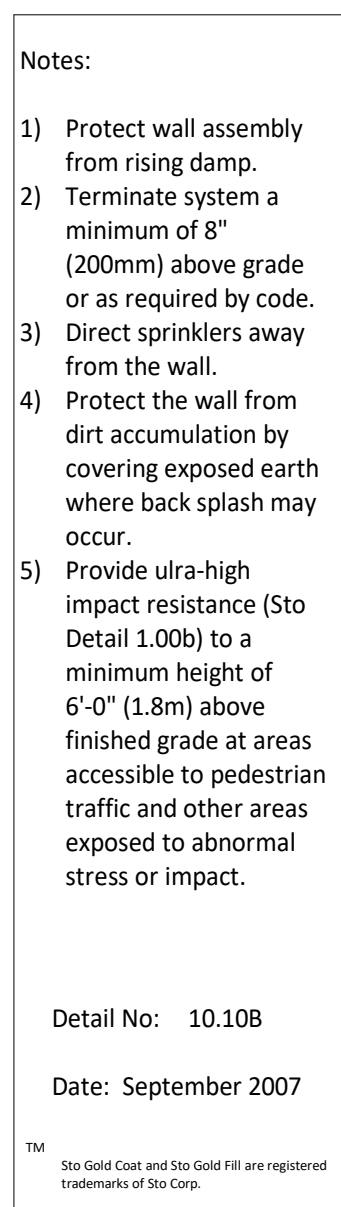 Notes:
1) Protect wall assembly
from rising damp.
2) Terminate system a
minimum of 8"
(200mm) above grade
or as required by code.
3) Direct sprinklers away
from the wall.
4) Protect the wall from
dirt accumulation by
covering exposed earth
where back splash may
occur.
5) Provide ulra-high
impact resistance (Sto
Detail 1.00b) to a
minimum height of
6'-0" (1.8m) above
finished grade at areas
accessible to pedestrian
traffic and other areas
exposed to abnormal
stress or impact.
Detail No: 10.10B
Date: September 2007
TM
Sto Gold Coat and Sto Gold Fill are registered
trademarks of Sto Corp.